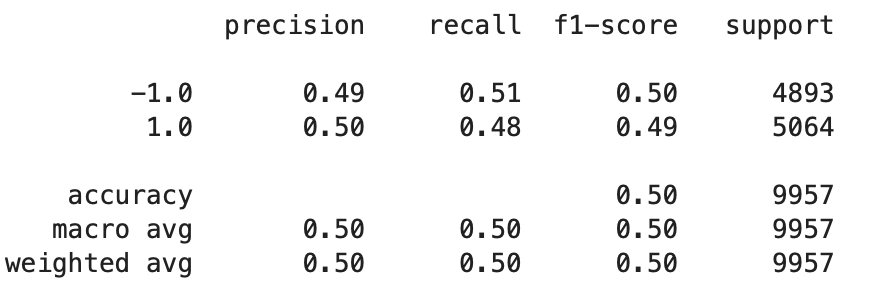 precision recall f1-score support
-1.0 0.49 0.51 0.50 4893
1.0 0.50 0.48 0.49 5064
accuracy 0.50 9957
macro avg 0.50 0.50 0.50 9957
weighted avg 0.50 0.50 0.50 9957